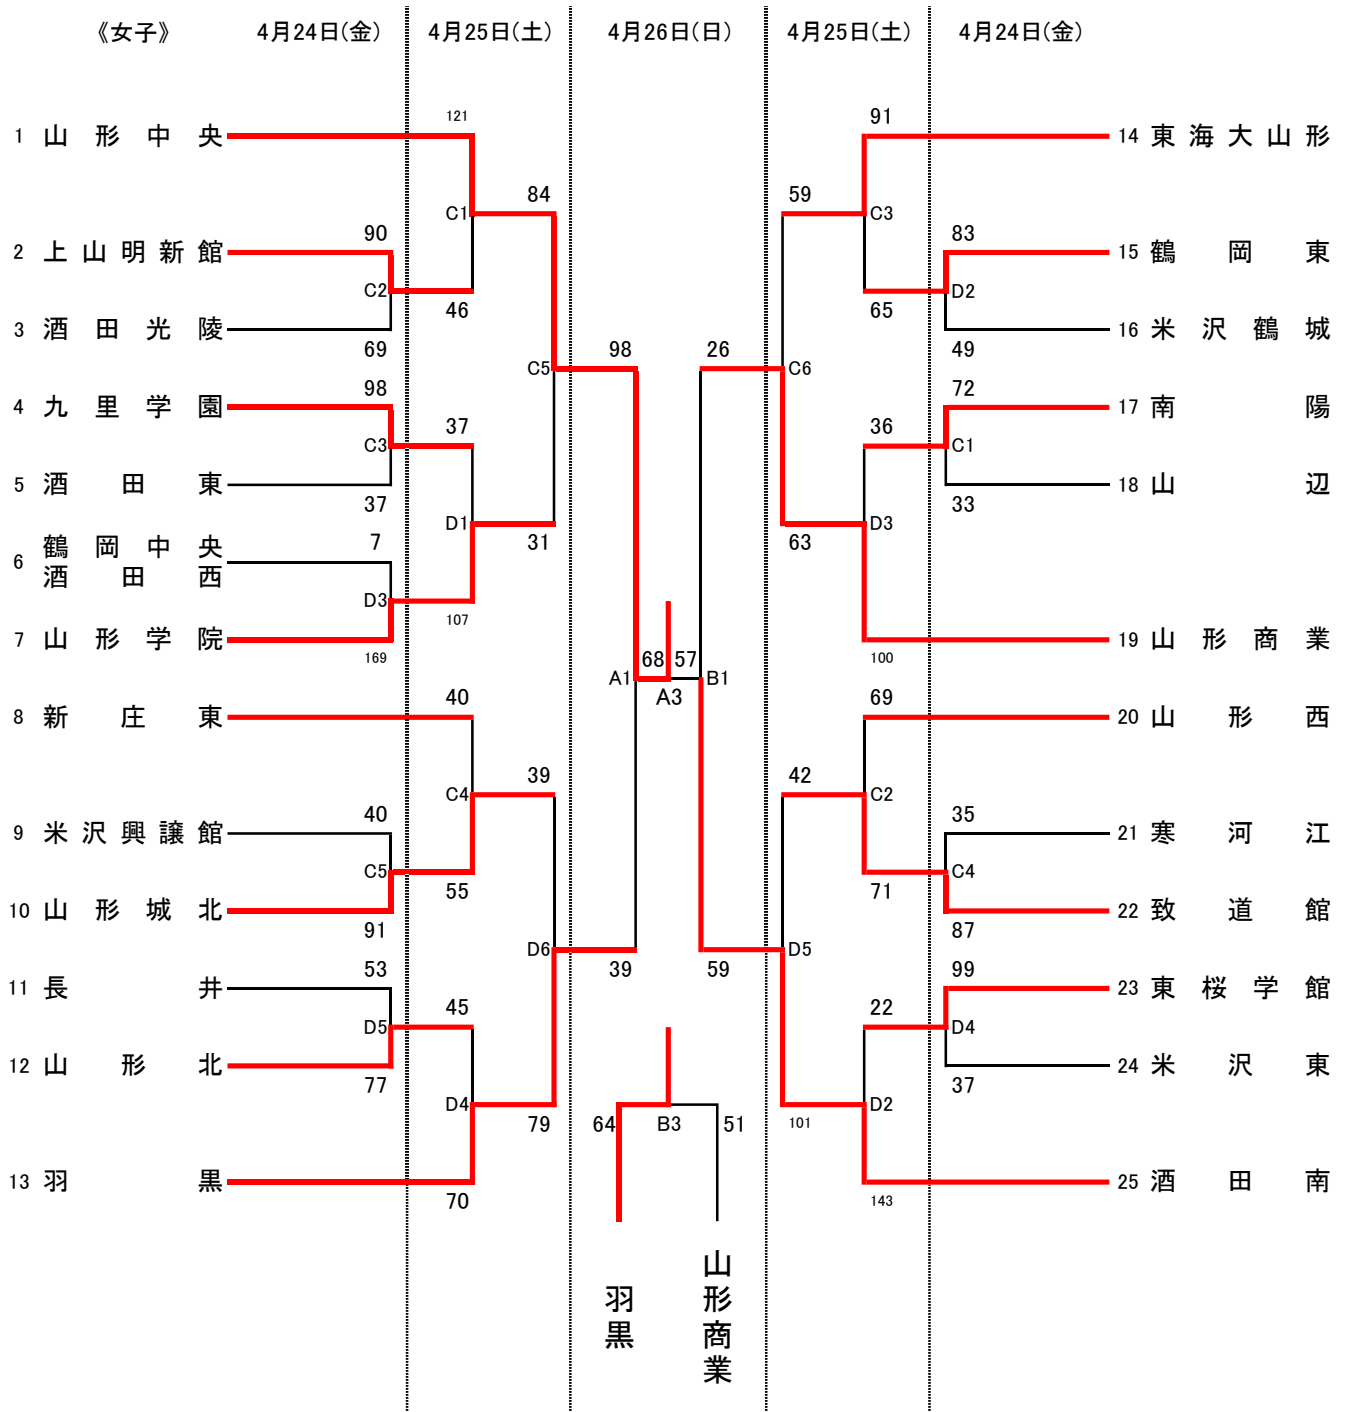 《女子》 4月24日(金) 4月25日(土) 4月26日(日) 4月25日(土) 4月24日(金)
121 91
1 山形中央 14 東海大山形
84 59
C1 C3
90 83
2 上山明新館 15 鶴岡東
C2 D2
46 65
3 酒田光陵 16 米沢鶴城
69 98 26 49
C5 C6
98 72
4 九里学園 17 南陽
37 36
C3 C1
5 酒田東 18 山辺
37 33
D1 D3
7 31 63
鶴岡中央
6
酒田西
D3
107
7 山形学院 19 山形商業
169 68 57 100
A1 B1
40 A3 69
8 新庄東 20 山形西
39 42
C4 C2
40 35
9 米沢興譲館 21 寒河江
C5 C4
55 71
10 山形城北 22 致道館
91 87
D6 D5
53 39 59 99
11 長井 23 東桜学館
45 22
D5 D4
12 山形北 24 米沢東
77 37
D4 D2
79 64 B3 51 101
13 羽黒 25 酒田南
70 143
羽黒
山形商業